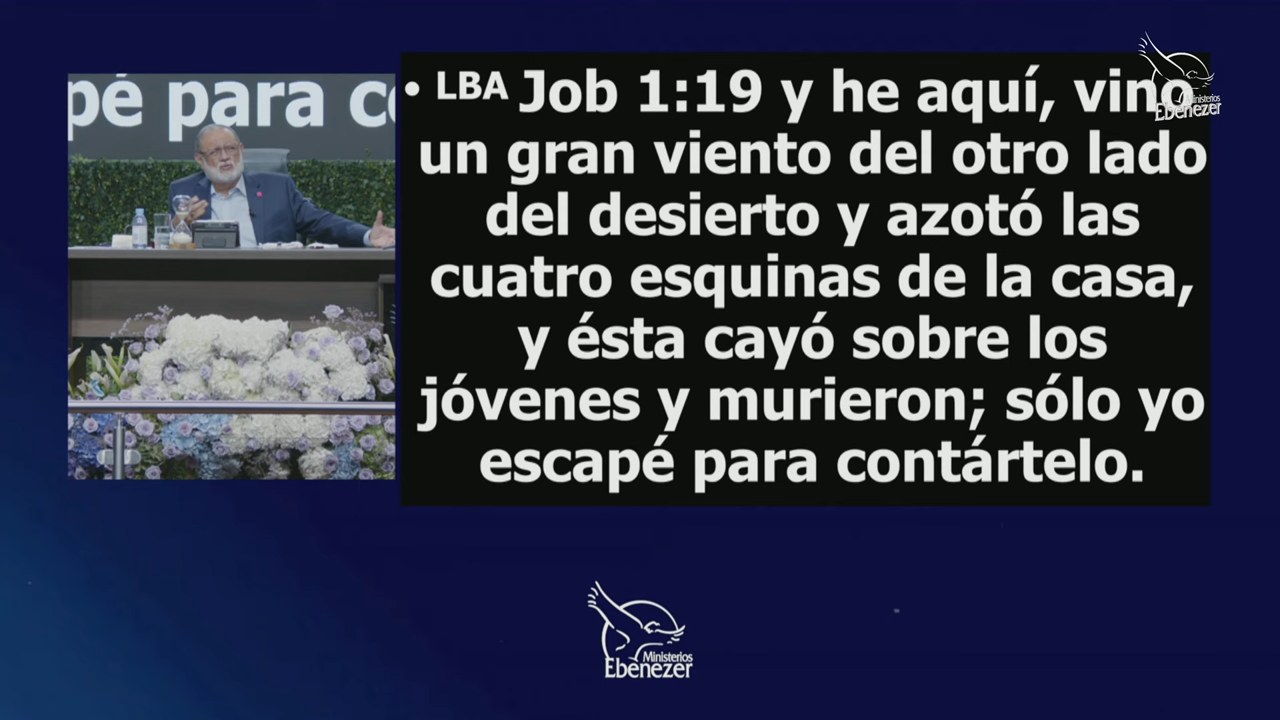 pé para co
• LBA Job 1:19 y he aquí, vino
un gran viento del otro lado
del desierto y azotó las
cuatro esquinas de la casa,
y ésta cayó sobre los
jóvenes y murieron; sólo yo
escapé para contártelo.
Ministerios
Ebenezer
Ministerios
Ebenezer